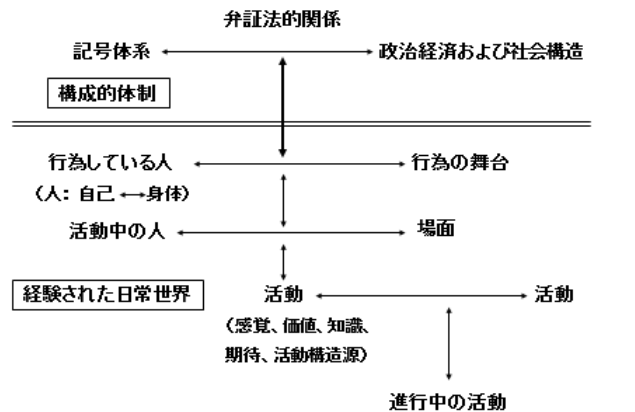 弁証法的関係
記号体系 政治経済および社会構造
構成的体制
行為している人 行為の舞台
(人: 自己 ↔ 身体)
活動中の人 場面
経験された日常世界 活動 活動
(感覚、価値、知識、
期待、活動構造源)
進行中の活動